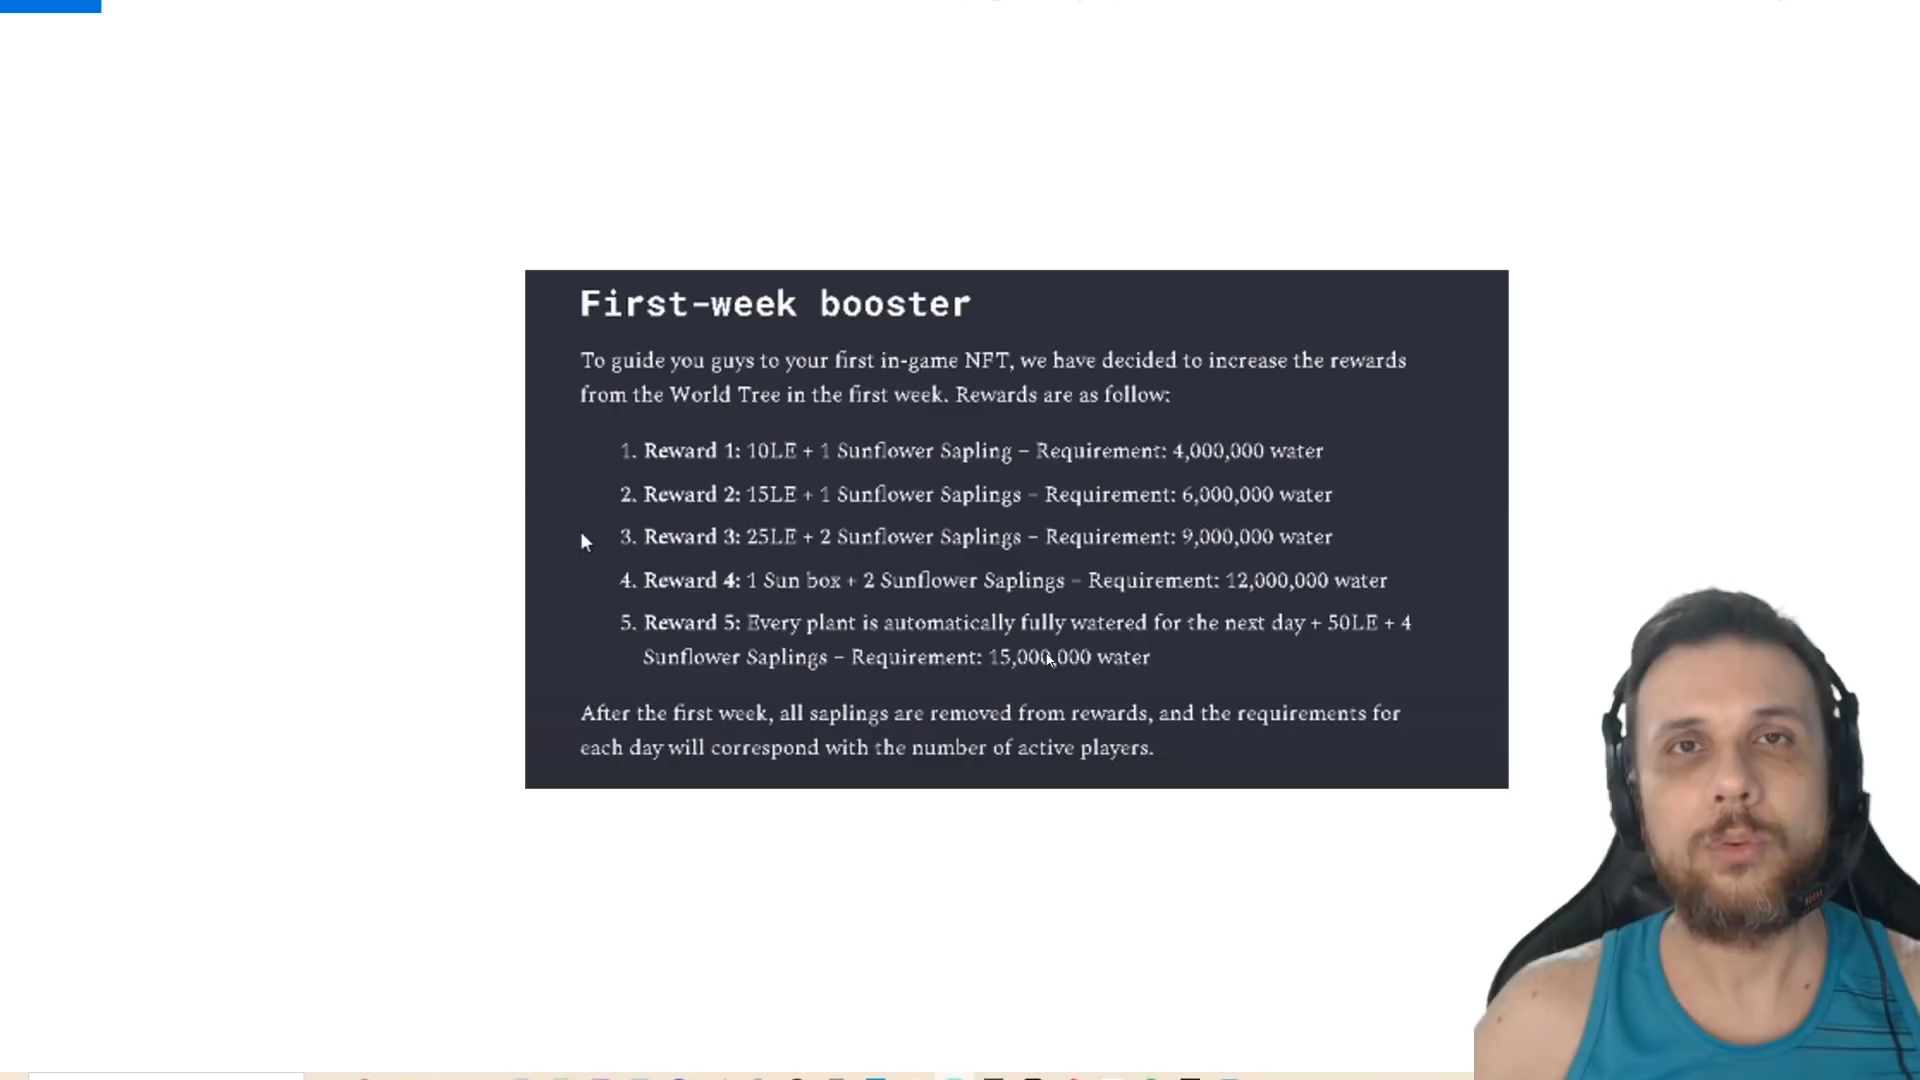 First-week booster
To guide you guys to your first in-game NFT, we have decided to increase the rewards
from the World Tree in the first week. Rewards are as follow:
1. Reward 1: 10LE + 1 Sunflower Sapling – Requirement: 4,000,000 water
2. Reward 2: 15LE + 1 Sunflower Saplings – Requirement: 6,000,000 water
3. Reward 3: 25LE + 2 Sunflower Saplings – Requirement: 9,000,000 water
4. Reward 4: 1 Sun box + 2 Sunflower Saplings – Requirement: 12,000,000 water
5. Reward 5: Every plant is automatically fully watered for the next day + 50LE + 4
Sunflower Saplings – Requirement: 15,000,000 water
After the first week, all saplings are removed from rewards, and the requirements for
each day will correspond with the number of active players.